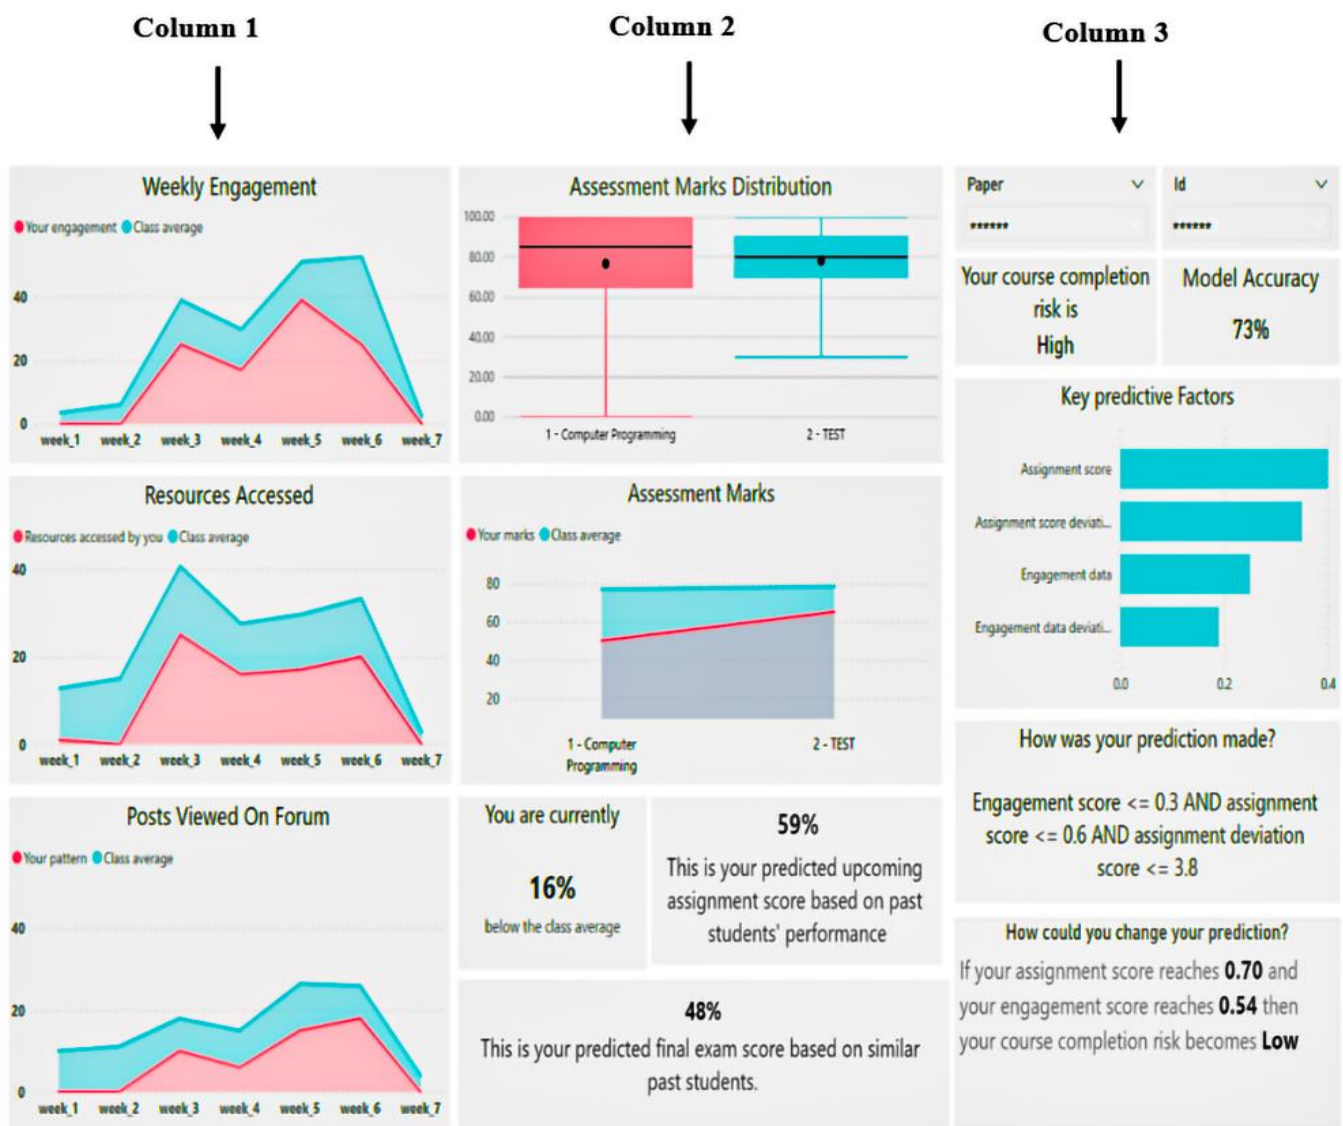 Column 1
Column 2
Column 3
Weekly Engagement
Your engagement Class average
40
20
0
week_1 week_2 week_3 week_4 week_5 week_6 week_7
Resources Accessed
Resources accessed by you Class average
40
20
0
week_1 week_2 week_3 week_4 week_5 week_6 week_7
Posts Viewed On Forum
Your pattern Class average
40
20
0
week_1 week_2 week_3 week_4 week_5 week_6 week_7
Assessment Marks Distribution
100.00
80.00
60.00
40.00
20.00
0.00
1 - Computer Programming 2 - TEST
Assessment Marks
Your marks Class average
80
60
40
20
1 - Computer
Programming
2 - TEST
You are currently
16%
below the class average
59%
This is your predicted upcoming
assignment score based on past
students' performance
48%
This is your predicted final exam score based on similar
past students.
Paper
******
Id
******
Your course completion
risk is
High
Model Accuracy
73%
Key predictive Factors
Assignment score
Assignment score deviati...
Engagement data
Engagement data deviati...
0.0 0.2 0.4
How was your prediction made?
Engagement score <= 0.3 AND assignment
score <= 0.6 AND assignment deviation
score <= 3.8
How could you change your prediction?
If your assignment score reaches 0.70 and
your engagement score reaches 0.54 then
your course completion risk becomes Low